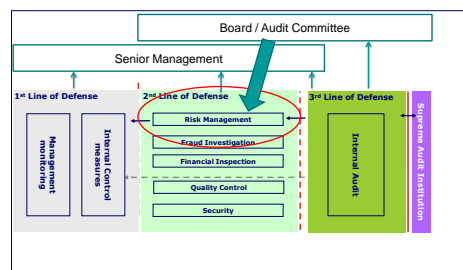 Board / Audit Committee
Senior Management
1st Line of Defense
2nd Line of Defense
3rd Line of Defense
Management
monitoring
Internal Control
measures
Risk Management
Fraud Investigation
Financial Inspection
Quality Control
Security
Internal Audit
Supreme Audit Institution